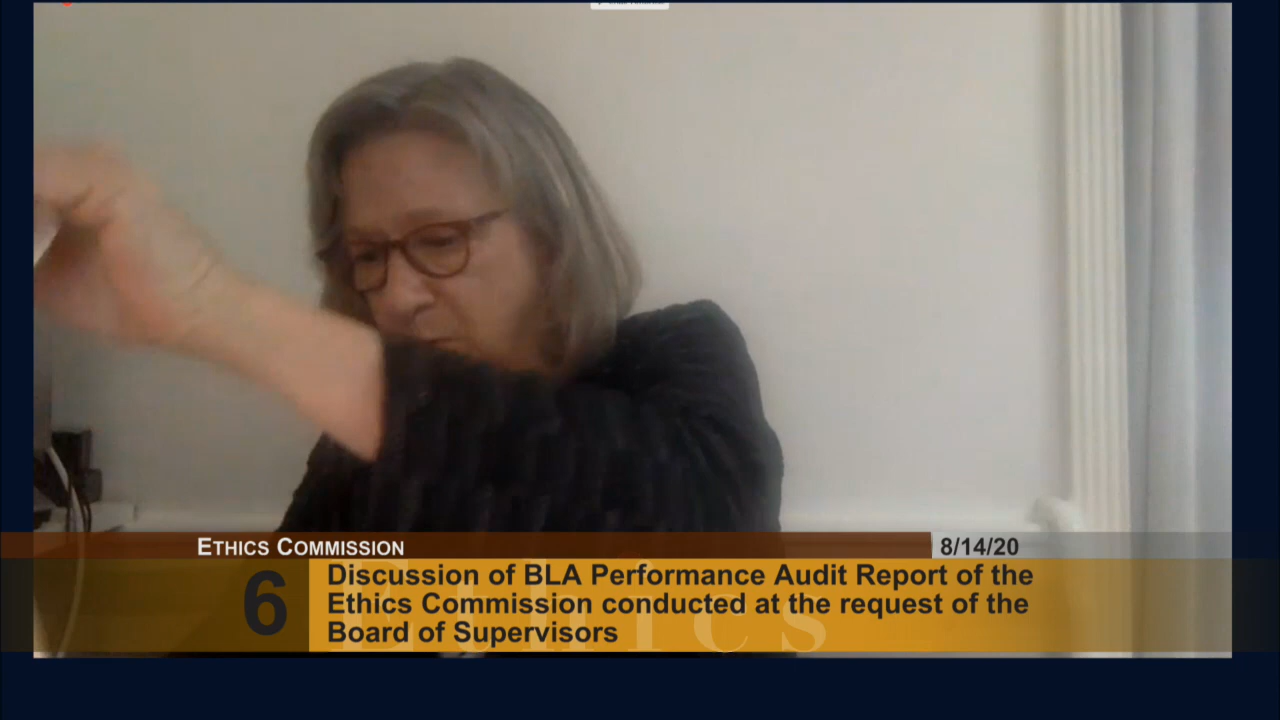 ETHICS COMMISSION
8/14/20
6
Discussion of BLA Performance Audit Report of the
Ethics Commission conducted at the request of the
Board of Supervisors
Ethics